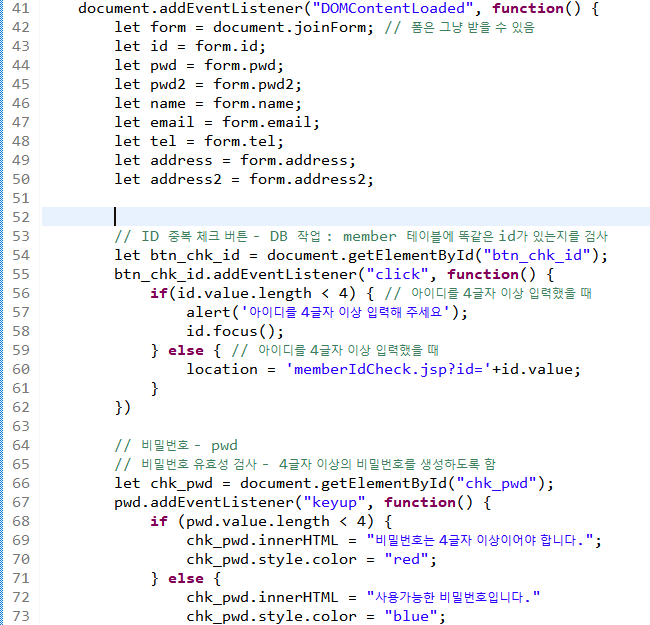 41 document.addEventListener("DOMContentLoaded", function() {
42 let form = document.joinForm; // 폼은 그냥 받을 수 있음
43 let id = form.id;
44 let pwd = form.pwd;
45 let pwd2 = form.pwd2;
46 let name = form.name;
47 let email = form.email;
48 let tel = form.tel;
49 let address = form.address;
50 let address2 = form.address2;
51
52
53 // ID 중복 체크 버튼 - DB 작업 : member 테이블에 똑같은 id가 있는지를 검사
54 let btn_chk_id = document.getElementById("btn_chk_id");
55 btn_chk_id.addEventListener("click", function() {
56 if(id.value.length < 4) { // 아이디를 4글자 이상 입력했을 때
57 alert('아이디를 4글자 이상 입력해 주세요');
58 id.focus();
59 } else { // 아이디를 4글자 이상 입력했을 때
60 location = 'memberIdCheck.jsp?id='+id.value;
61 }
62 })
63
64 // 비밀번호 - pwd
65 // 비밀번호 유효성 검사 - 4글자 이상의 비밀번호를 생성하도록 함
66 let chk_pwd = document.getElementById("chk_pwd");
67 pwd.addEventListener("keyup", function() {
68 if (pwd.value.length < 4) {
69 chk_pwd.innerHTML = "비밀번호는 4글자 이상이어야 합니다.";
70 chk_pwd.style.color = "red";
71 } else {
72 chk_pwd.innerHTML = "사용가능한 비밀번호입니다."
73 chk_pwd.style.color = "blue";